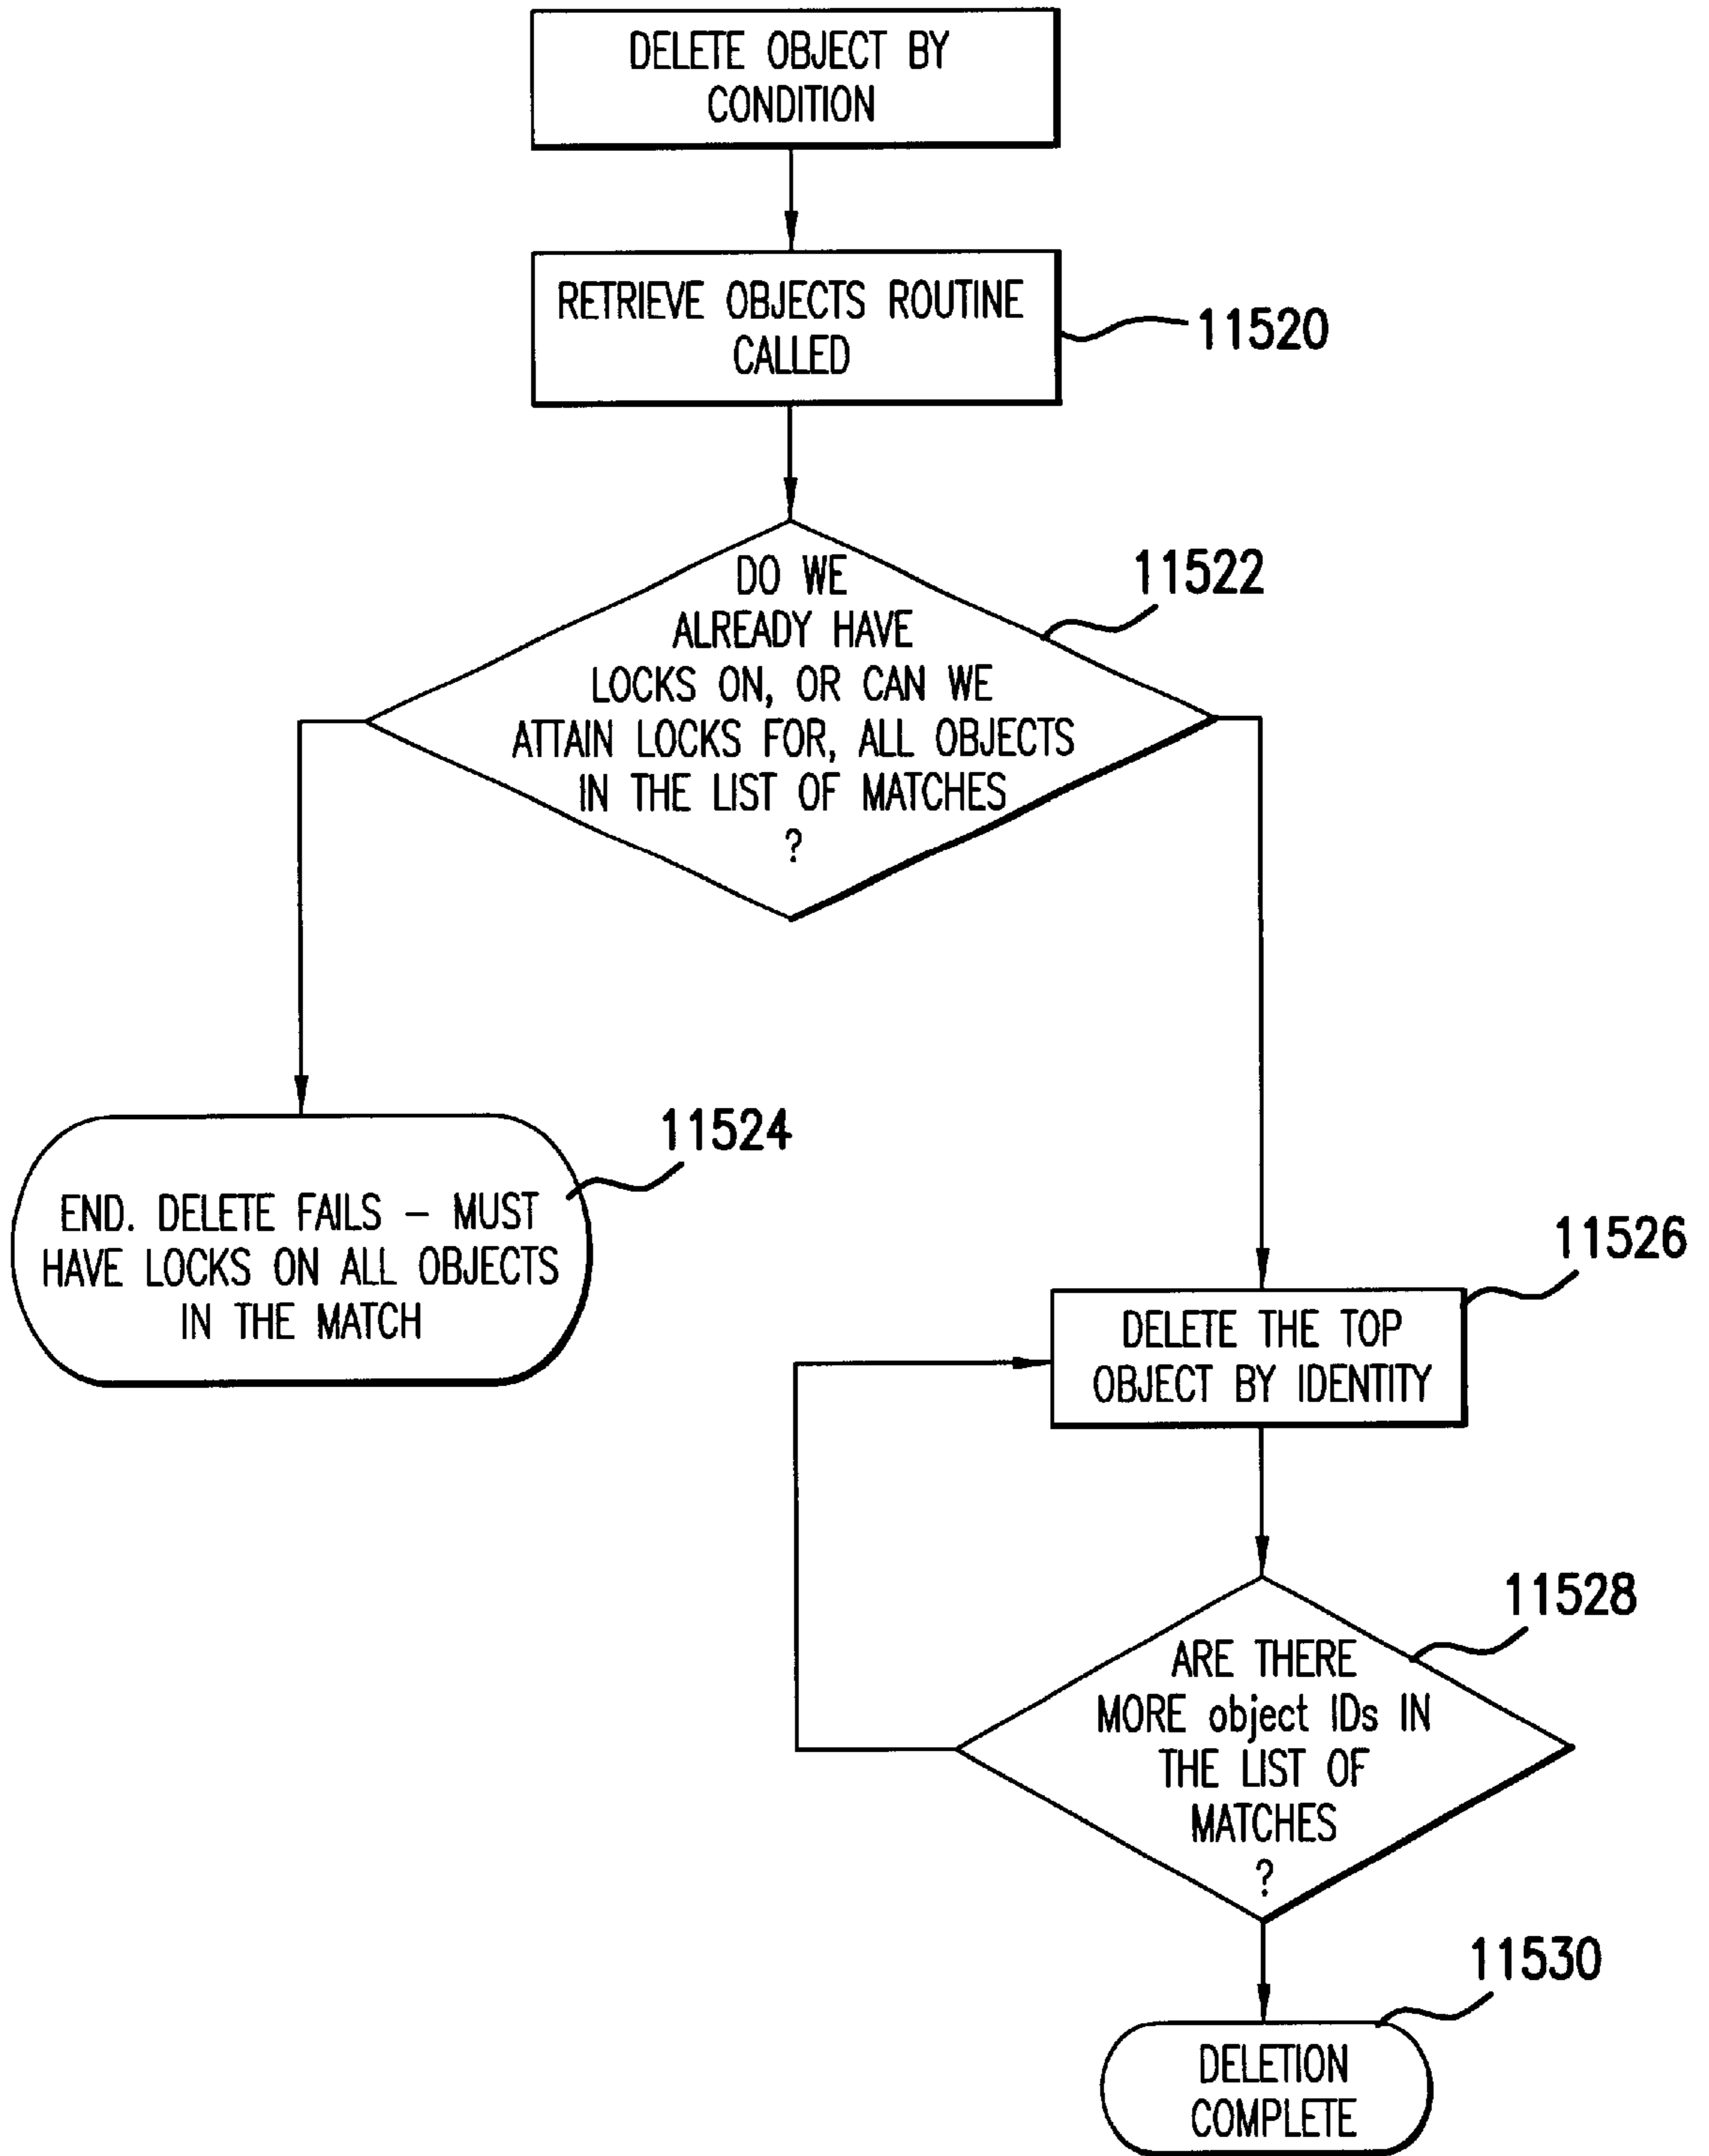 DELETE OBJECT BY
CONDITION
RETRIEVE OBJECTS ROUTINE
CALLED
11520
DO WE
ALREADY HAVE
LOCKS ON, OR CAN WE
ATTAIN LOCKS FOR, ALL OBJECTS
IN THE LIST OF MATCHES
?
11522
END. DELETE FAILS – MUST
HAVE LOCKS ON ALL OBJECTS
IN THE MATCH
11524
DELETE THE TOP
OBJECT BY IDENTITY
11526
ARE THERE
MORE object IDs IN
THE LIST OF
MATCHES
?
11528
DELETION
COMPLETE
11530